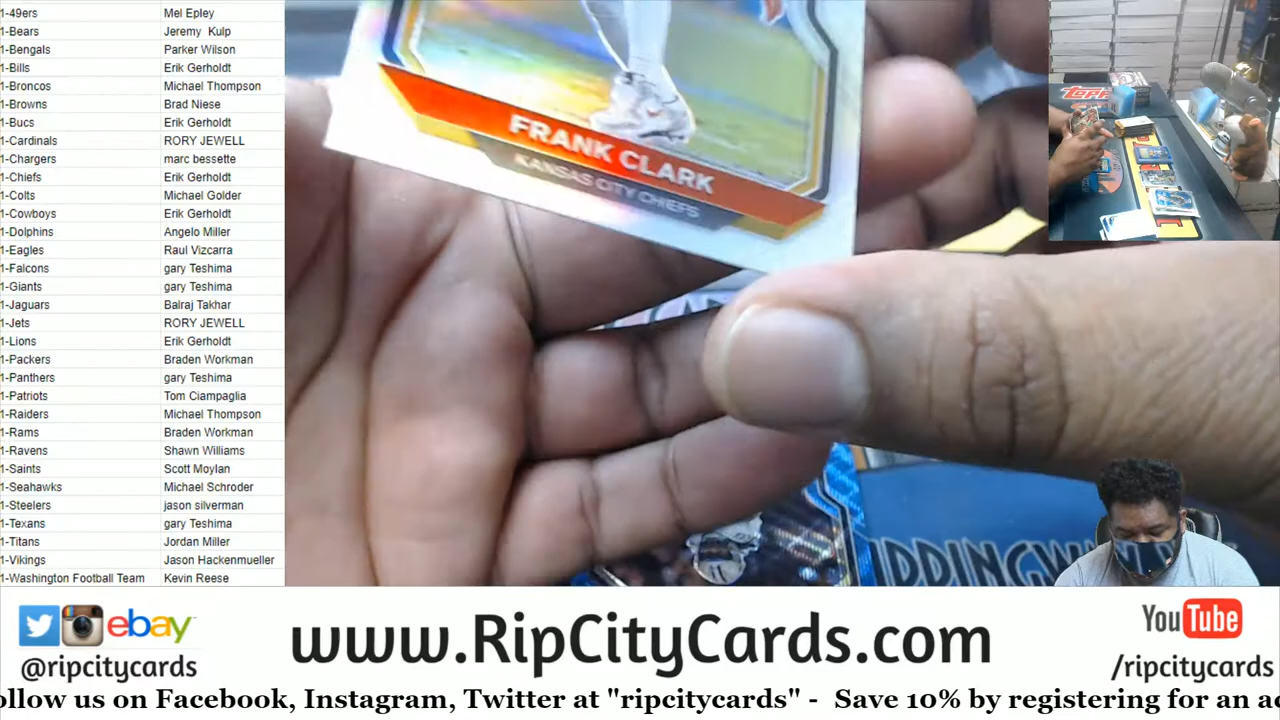 1-49ers Mel Epley
1-Bears Jeremy Kulp
1-Bengals Parker Wilson
1-Bills Erik Gerholdt
1-Broncos Michael Thompson
1-Browns Brad Niese
1-Bucs Erik Gerholdt
1-Cardinals RORY JEWELL
1-Chargers marc bessette
1-Chiefs Erik Gerholdt
1-Colts Michael Golder
1-Cowboys Erik Gerholdt
1-Dolphins Angelo Miller
1-Eagles Raul Vizcarra
1-Falcons gary Teshima
1-Giants gary Teshima
1-Jaguars Balraj Takhar
1-Jets RORY JEWELL
1-Lions Erik Gerholdt
1-Packers Braden Workman
1-Panthers gary Teshima
1-Patriots Tom Ciampaglia
1-Raiders Michael Thompson
1-Rams Braden Workman
1-Ravens Shawn Williams
1-Saints Scott Moylan
1-Seahawks Michael Schroder
1-Steelers jason silverman
1-Texans gary Teshima
1-Titans Jordan Miller
1-Vikings Jason Hackenmueller
1-Washington Football Team Kevin Reese
FRANK CLARK
KANSAS CITY CHIEFS
TOPPS
ebay
@ripcitycards
www.RipCityCards.com
YouTube
/ripcitycards
ollow us on Facebook, Instagram, Twitter at "ripcitycards" - Save 10% by registering for an a